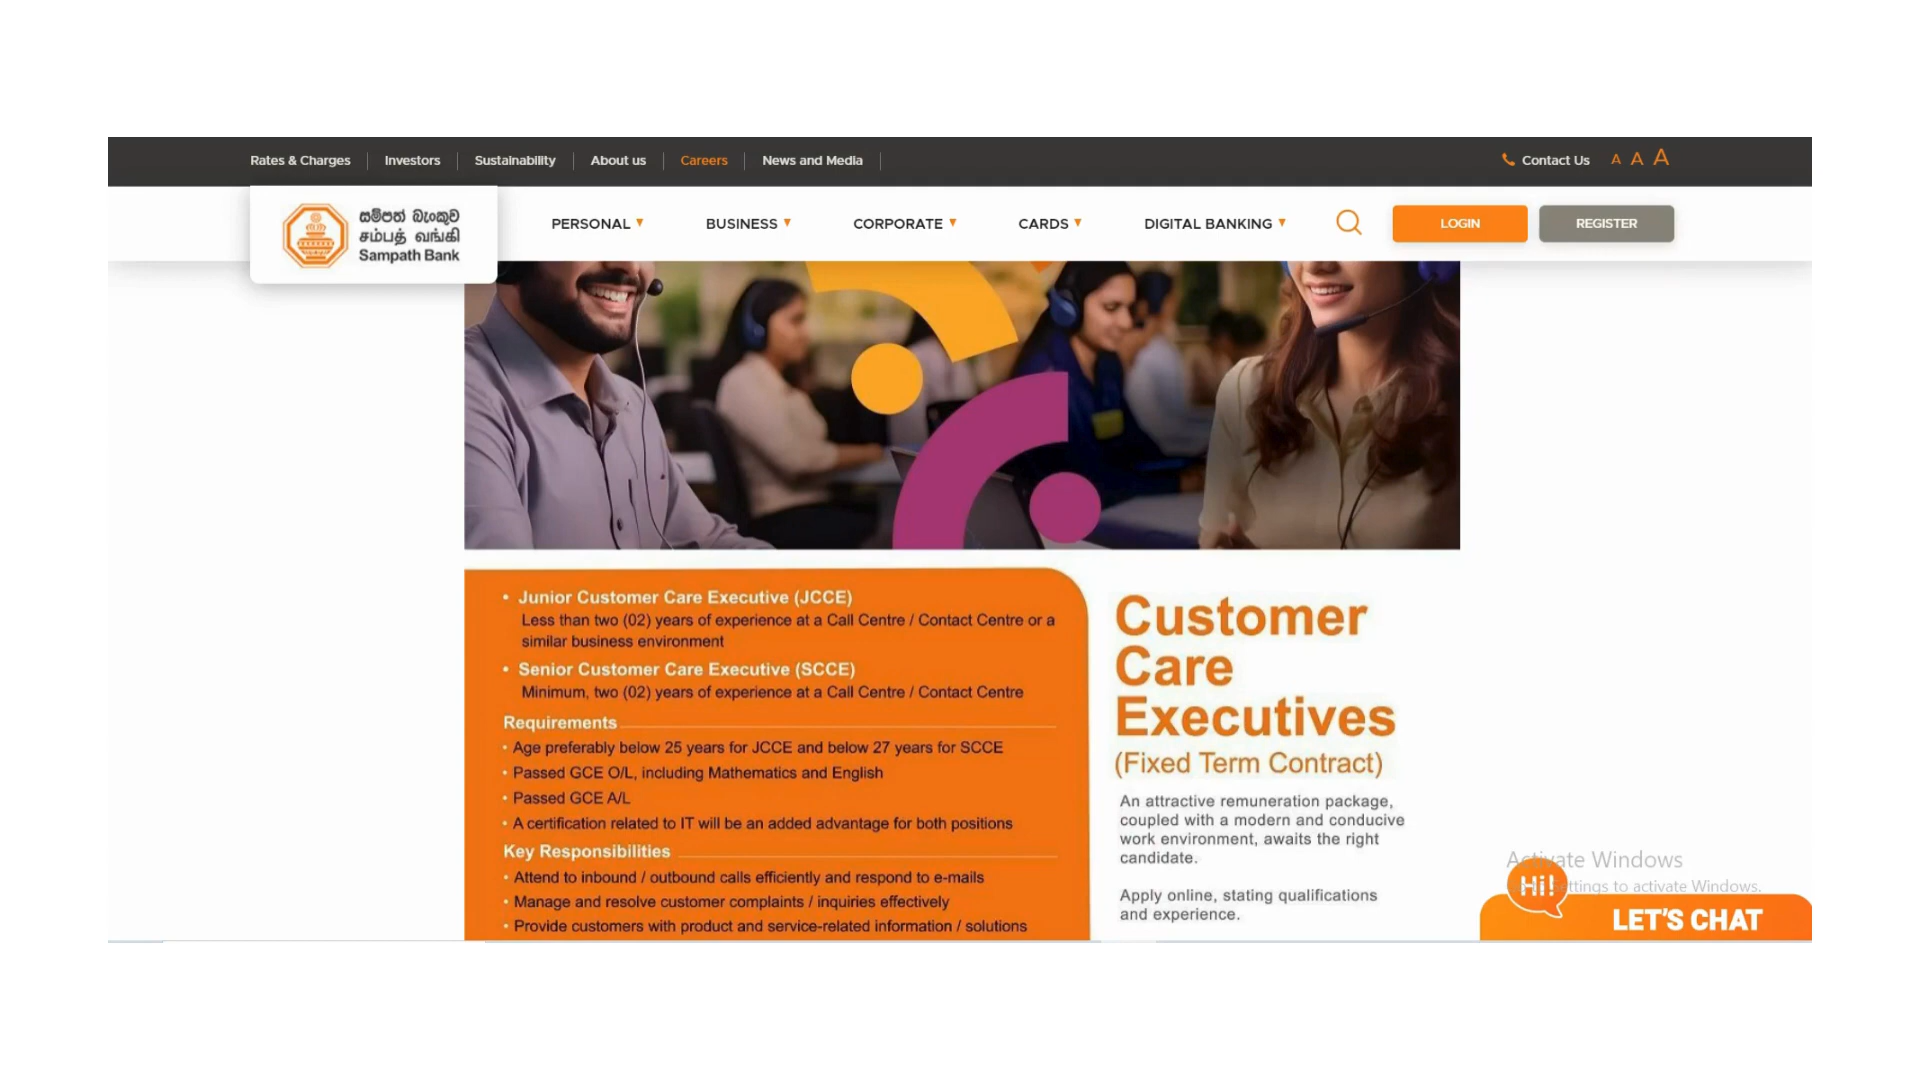 Rates & Charges
Investors
Sustainability
About us
Careers
News and Media
Contact Us
A A A
සම්පත් බැංකුව
சம்பத் வங்கி
Sampath Bank
PERSONAL
BUSINESS
CORPORATE
CARDS
DIGITAL BANKING
LOGIN
REGISTER
• Junior Customer Care Executive (JCCE)
Less than two (02) years of experience at a Call Centre / Contact Centre or a
similar business environment
• Senior Customer Care Executive (SCCE)
Minimum, two (02) years of experience at a Call Centre / Contact Centre
Requirements
• Age preferably below 25 years for JCCE and below 27 years for SCCE
• Passed GCE O/L, including Mathematics and English
• Passed GCE A/L
• A certification related to IT will be an added advantage for both positions
Key Responsibilities
• Attend to inbound / outbound calls efficiently and respond to e-mails
• Manage and resolve customer complaints / inquiries effectively
• Provide customers with product and service-related information / solutions
Customer
Care
Executives
(Fixed Term Contract)
An attractive remuneration package,
coupled with a modern and conducive
work environment, awaits the right
candidate.
Apply online, stating qualifications
and experience.
Activate Windows
to activate Windows.
Hi!
LET'S CHAT